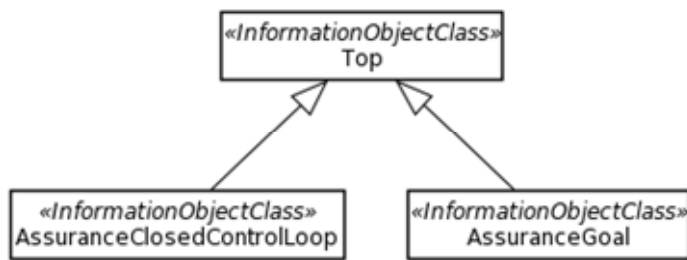 «InformationObjectClass»
Top
«InformationObjectClass»
AssuranceClosedControlLoop
«InformationObjectClass»
AssuranceGoal